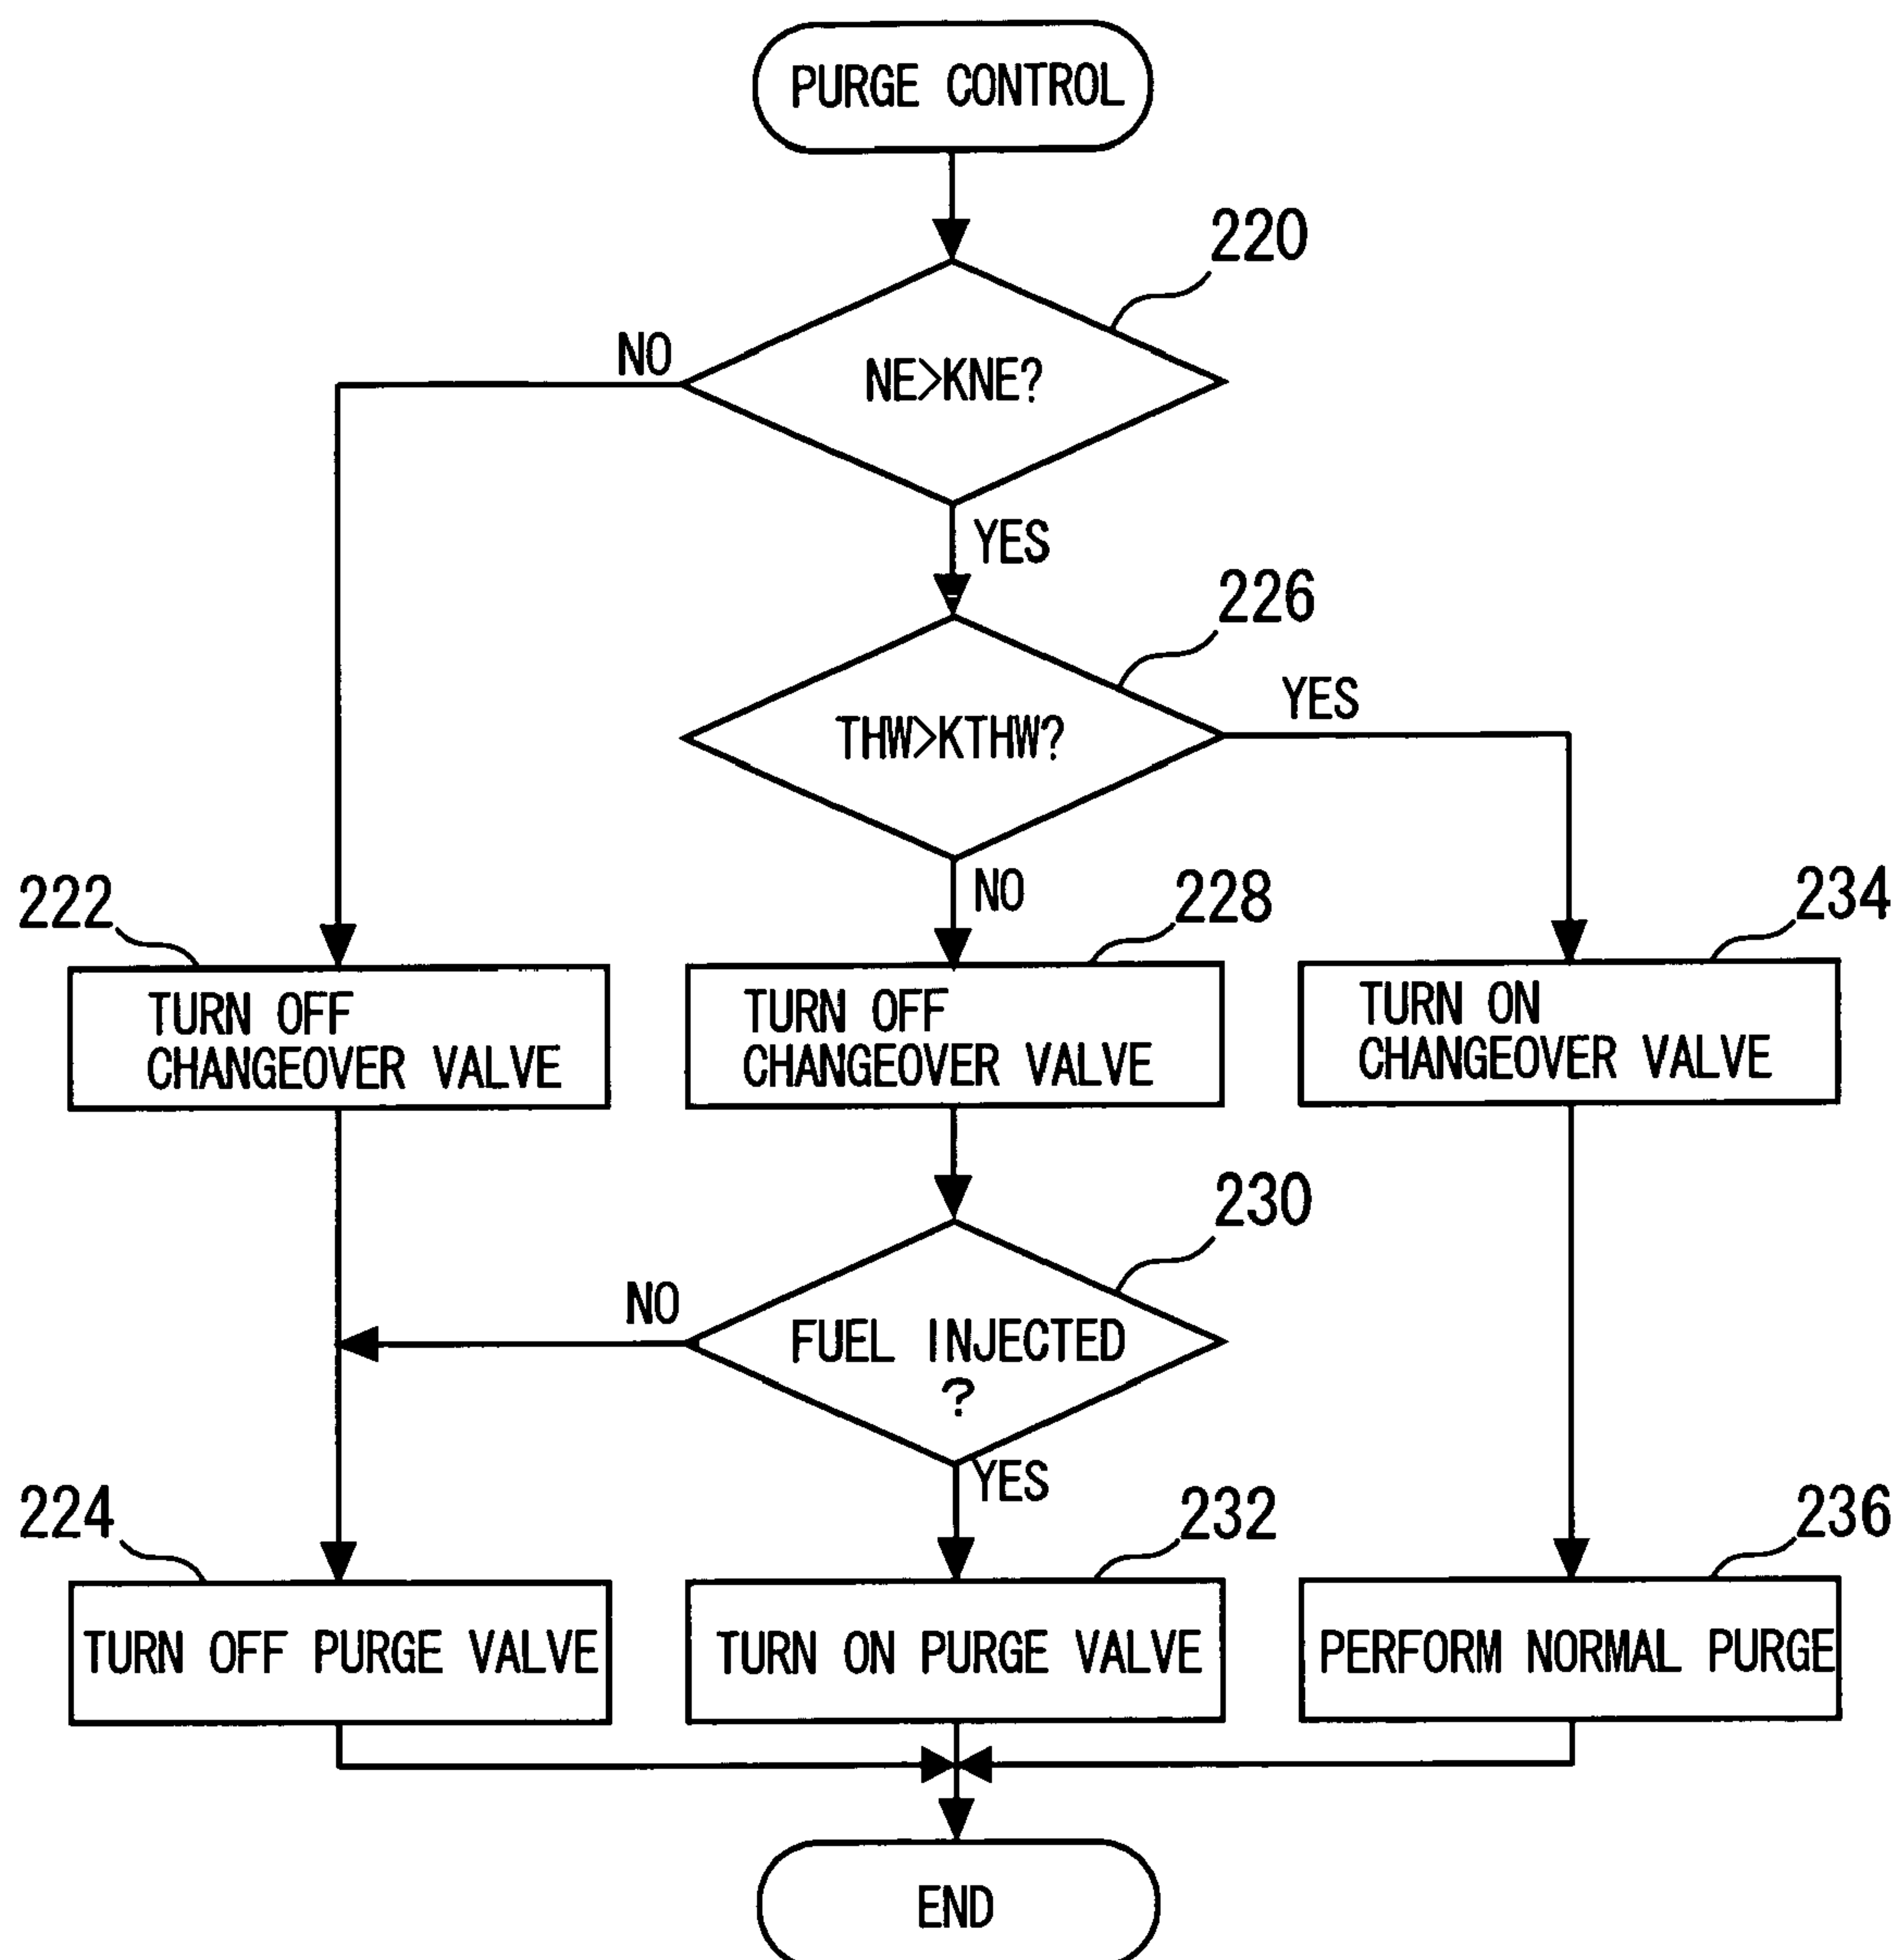 PURGE CONTROL
220
NE>KNE?
NO
YES
226
THW>KTHW?
YES
NO
222
TURN OFF
CHANGEOVER VALVE
228
TURN OFF
CHANGEOVER VALVE
234
TURN ON
CHANGEOVER VALVE
230
FUEL INJECTED
?
NO
YES
224
TURN OFF PURGE VALVE
232
TURN ON PURGE VALVE
236
PERFORM NORMAL PURGE
END